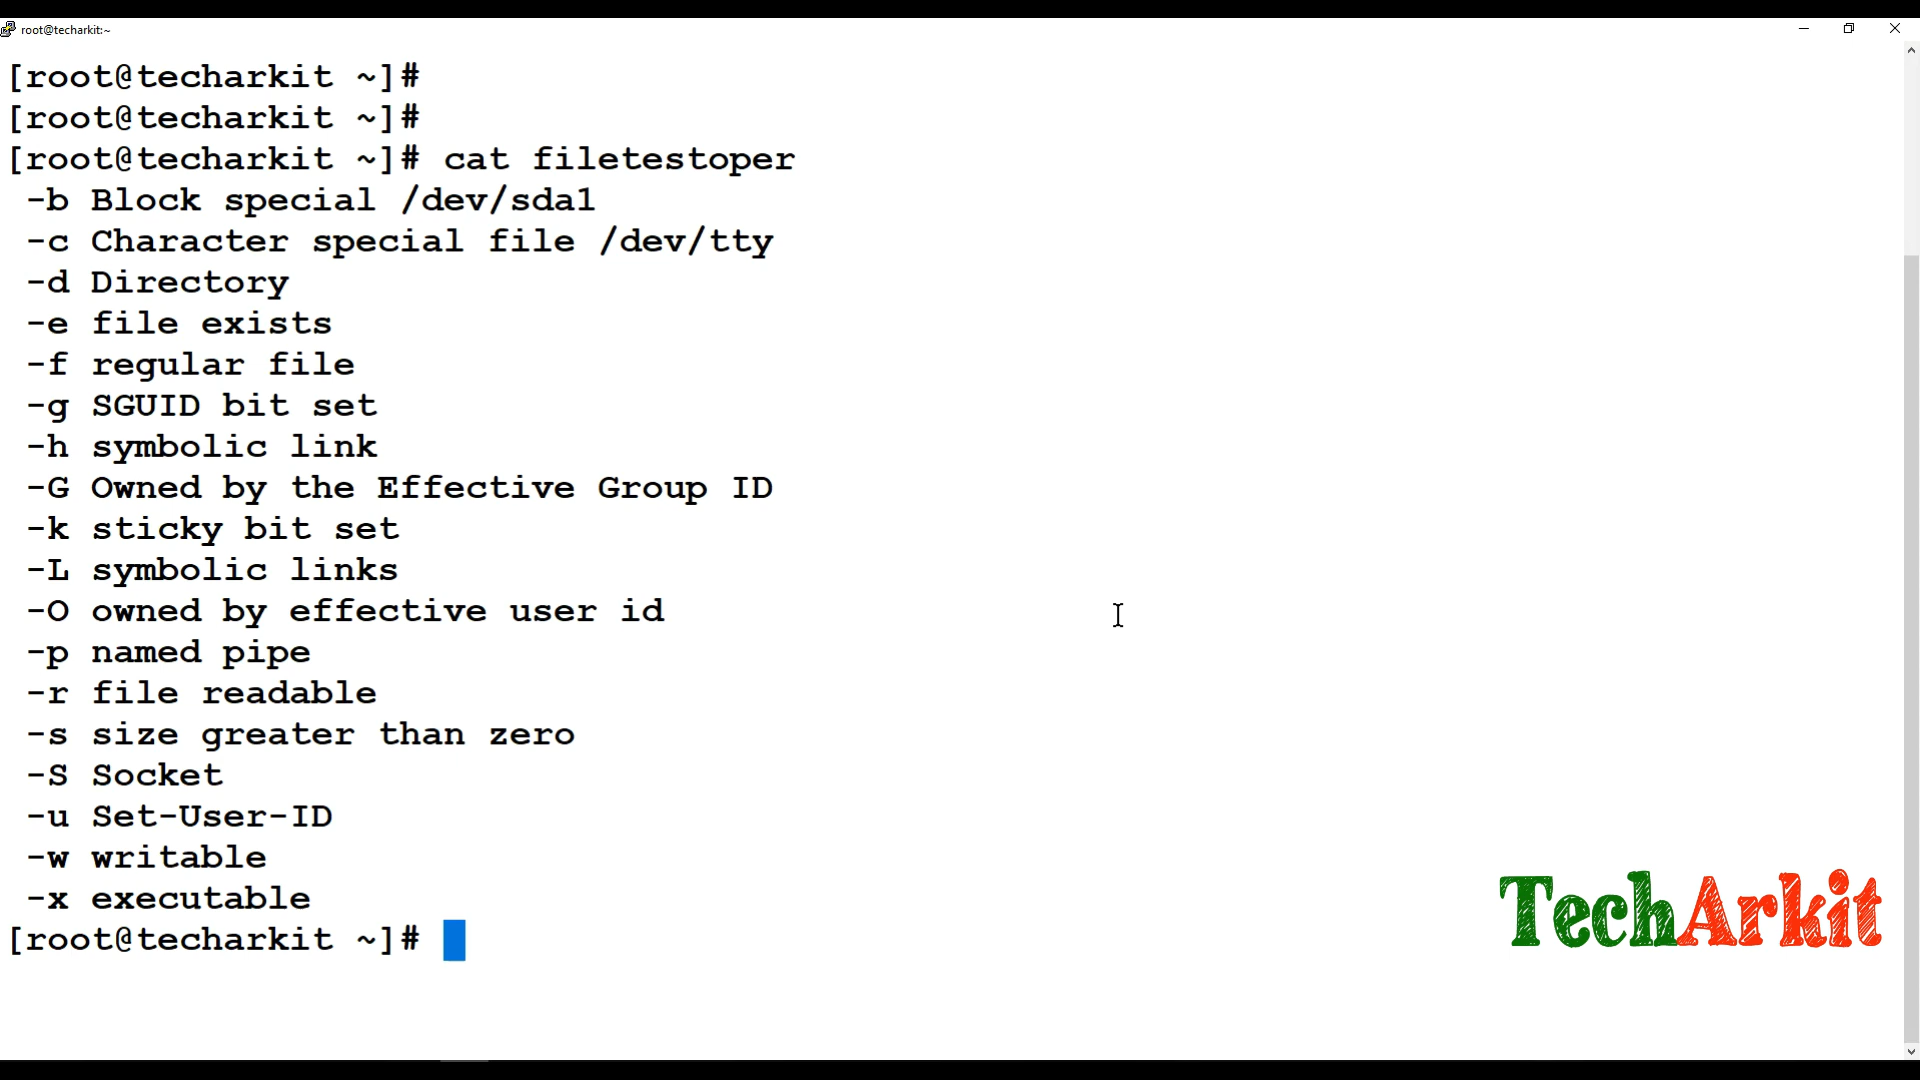 root@techarkit:~
[root@techarkit ~]#
[root@techarkit ~]#
[root@techarkit ~]# cat filetestoper
-b Block special /dev/sda1
-c Character special file /dev/tty
-d Directory
-e file exists
-f regular file
-g SGUID bit set
-h symbolic link
-G Owned by the Effective Group ID
-k sticky bit set
-L symbolic links
-O owned by effective user id
-p named pipe
-r file readable
-s size greater than zero
-S Socket
-u Set-User-ID
-w writable
-x executable
[root@techarkit ~]#
TechArkit